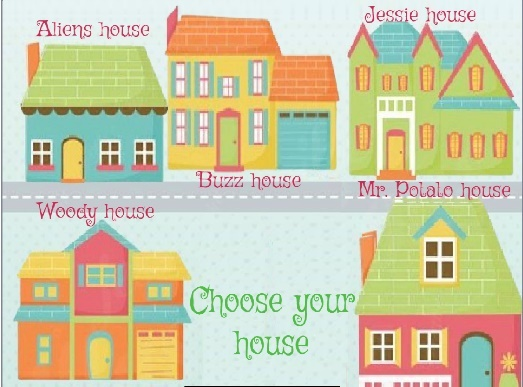 Aliens house
Jessie house
Buzz house
Mr. Potato house
Woody house
Choose your
house